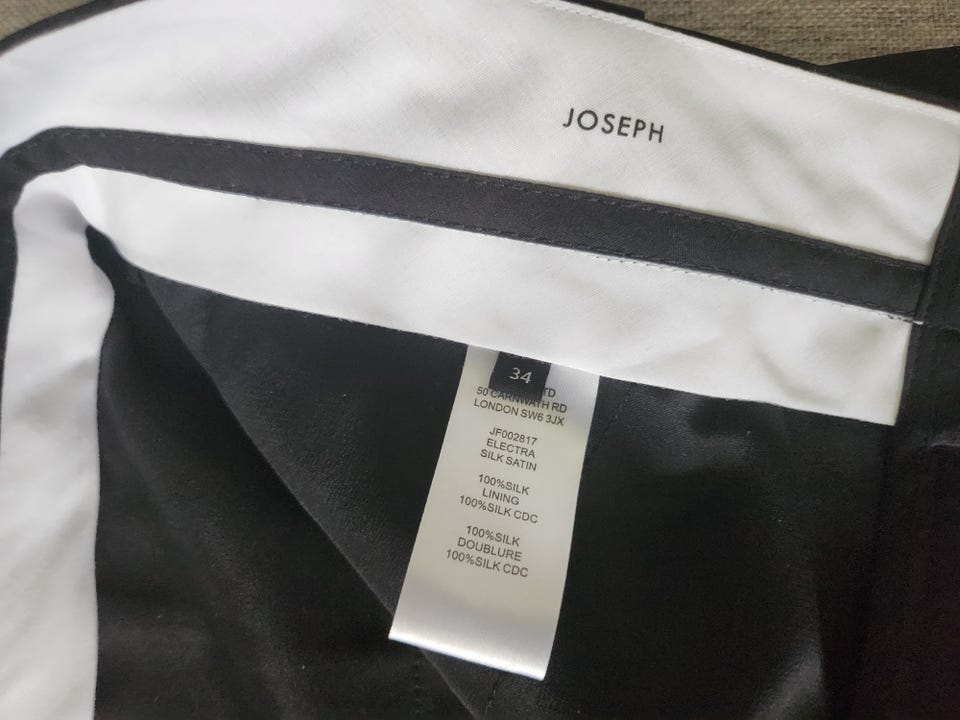 JOSEPH
34
TD
50 CARNWATH RD
LONDON SW6 3JX
JF002817
ELECTRA
SILK SATIN
100%SILK
LINING
100%SILK CDC
100%SILK
DOUBLURE
100%SILK CDC